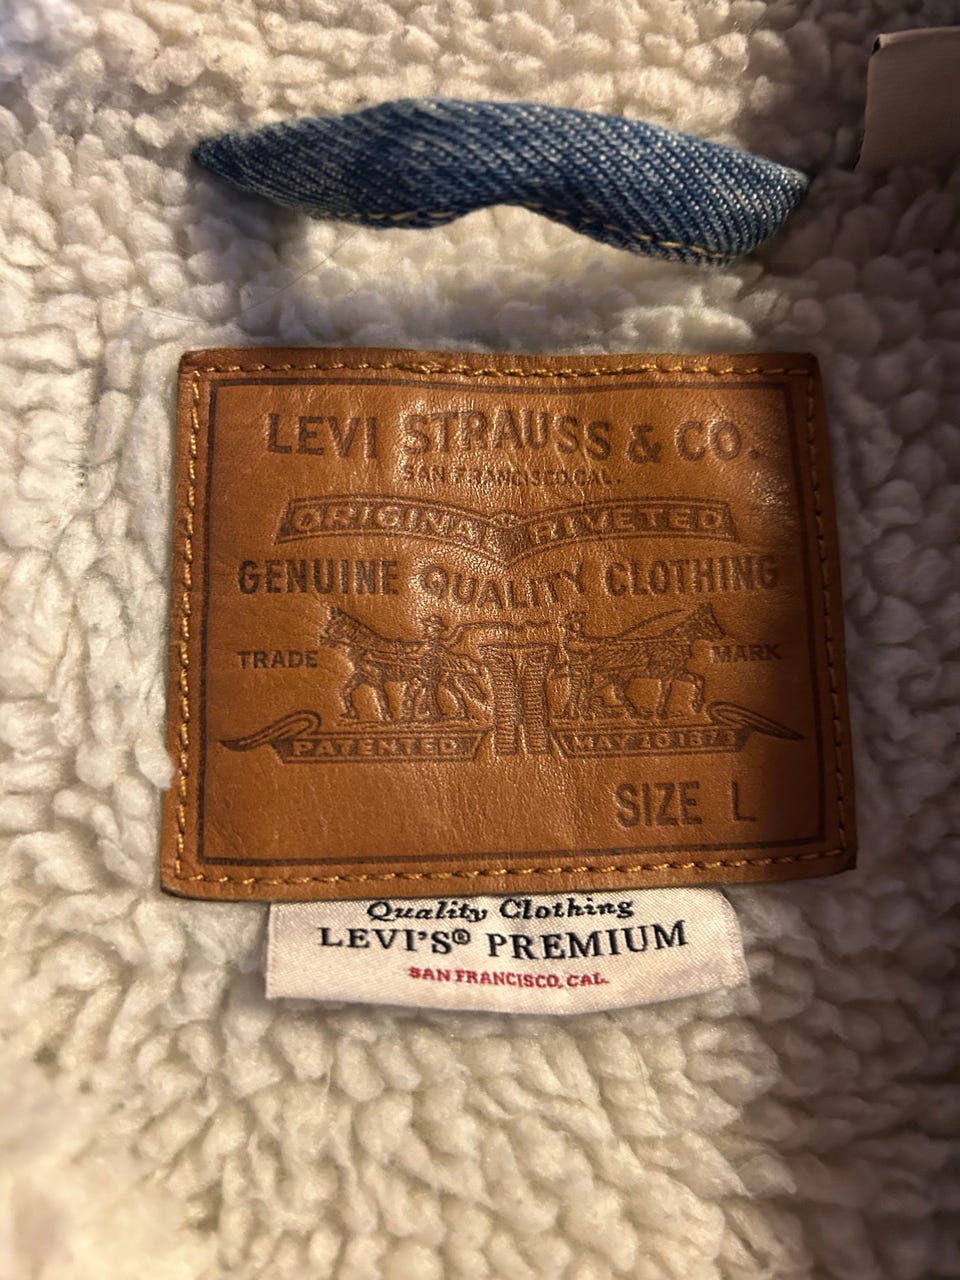 LEVI STRAUSS & CO.
SAN FRANCISCO, CAL.
ORIGINAL RIVETED
GENUINE QUALITY CLOTHING
TRADE MARK
PATENTED MAY 20 1873
SIZE L
Quality Clothing
LEVI'S® PREMIUM
SAN FRANCISCO, CAL.